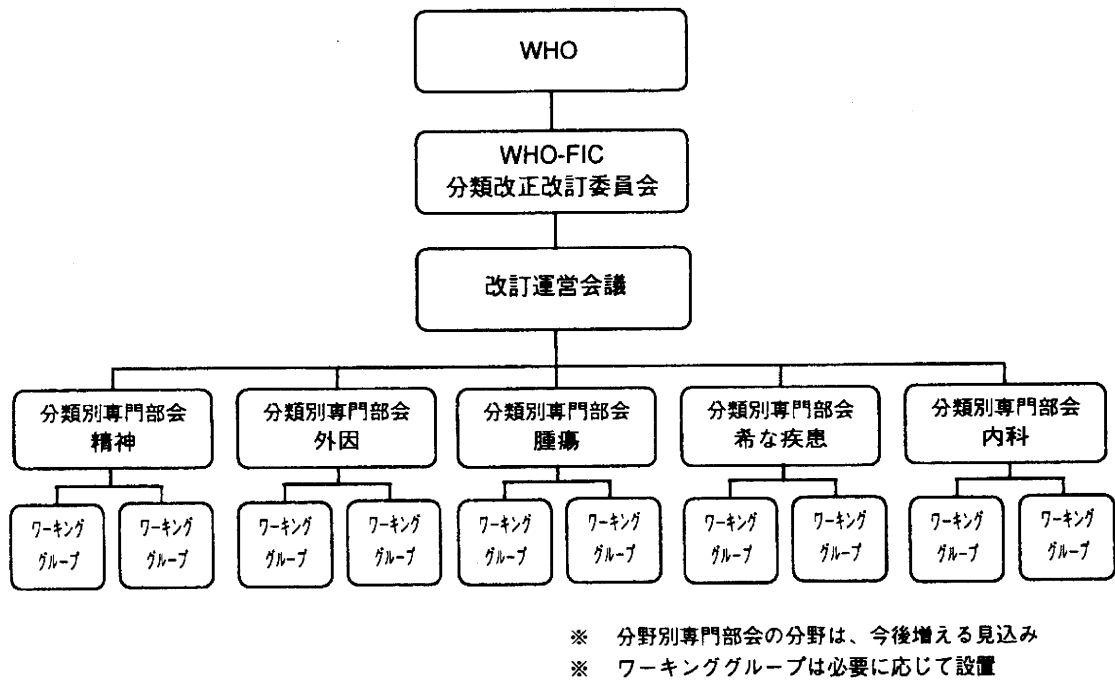 WHO
WHO-FIC
分類改正改訂委員会
改訂運営会議
分類別専門部会
精神
分類別専門部会
外因
分類別専門部会
腫瘍
分類別専門部会
希な疾患
分類別専門部会
内科
ワーキング
グループ
ワーキング
グループ
ワーキング
グループ
ワーキング
グループ
ワーキング
グループ
ワーキング
グループ
ワーキング
グループ
ワーキング
グループ
ワーキング
グループ
ワーキング
グループ
※ 分野別専門部会の分野は、今後増える見込み
※ ワーキンググループは必要に応じて設置